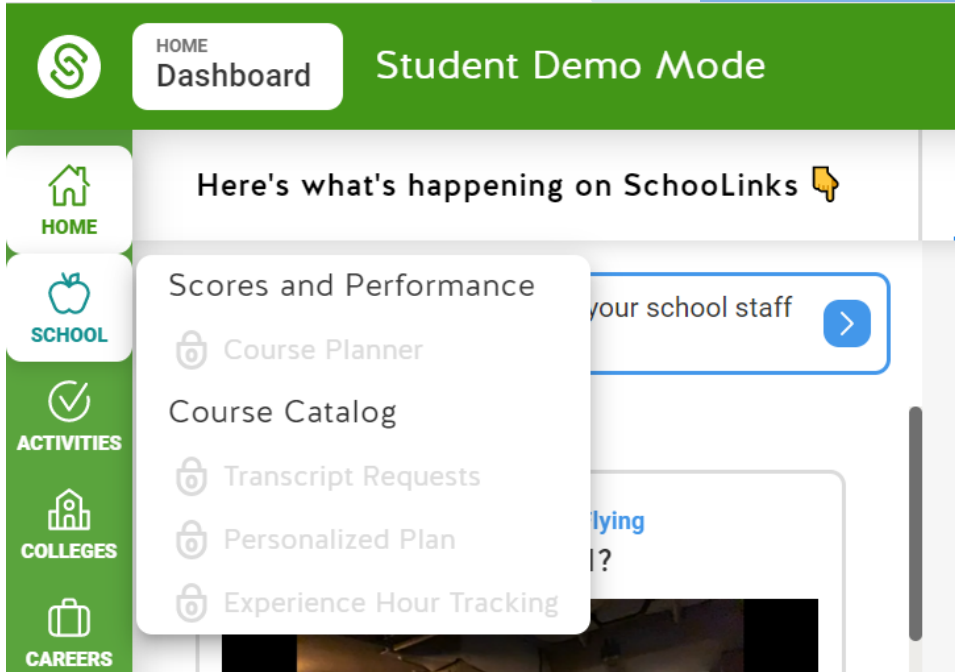 HOME
Dashboard
Student Demo Mode
HOME
Here's what's happening on SchooLinks 👇
SCHOOL
Scores and Performance
your school staff
Course Planner
Course Catalog
ACTIVITIES
Transcript Requests
Personalized Plan
?
Experience Hour Tracking
COLLEGES
CAREERS